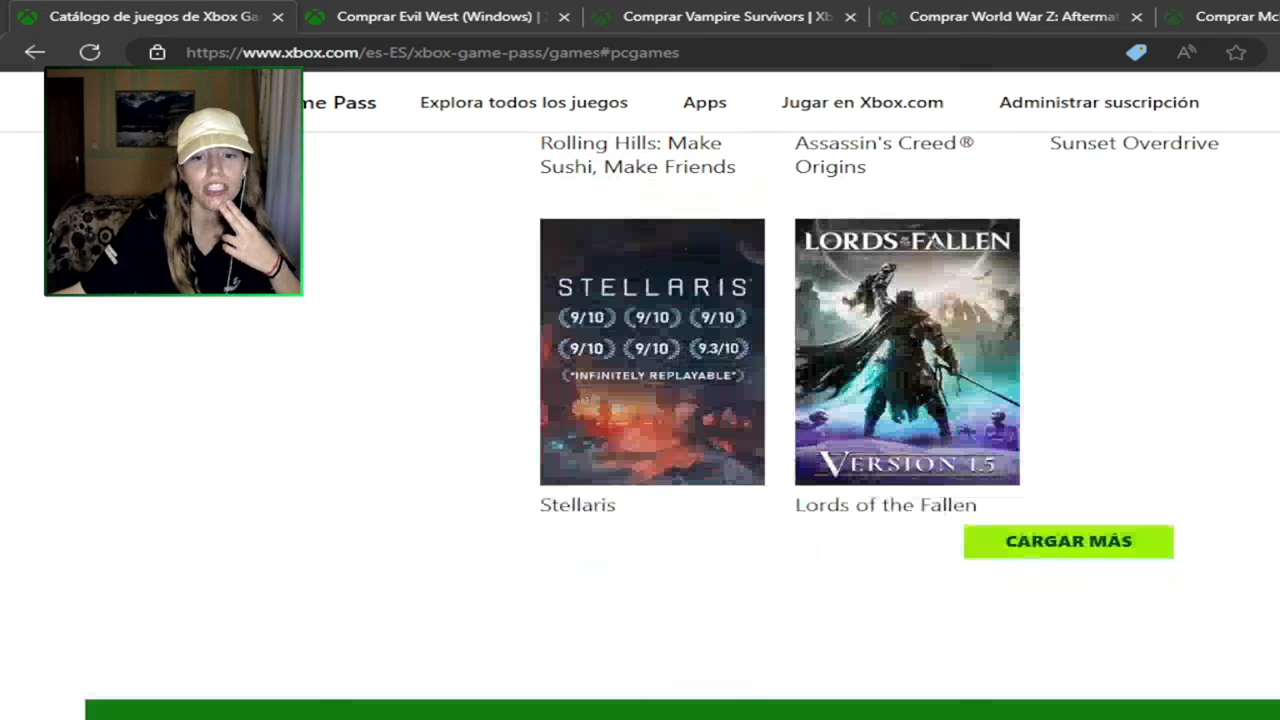 Catálogo de juegos de Xbox Ga
Comprar Evil West (Windows) |
Comprar Vampire Survivors | Xb
Comprar World War Z: Aftermat
Comprar Mc
https://www.xbox.com/es-ES/xbox-game-pass/games#pcgames
me Pass
Explora todos los juegos
Apps
Jugar en Xbox.com
Administrar suscripción
Rolling Hills: Make
Sushi, Make Friends
Assassin's Creed®
Origins
Sunset Overdrive
STELLARIS
9/10 9/10 9/10
9/10 9/10 9.3/10
"INFINITELY REPLAYABLE"
LORDS OF THE FALLEN
VERSION 1.5
Stellaris
Lords of the Fallen
CARGAR MÁS